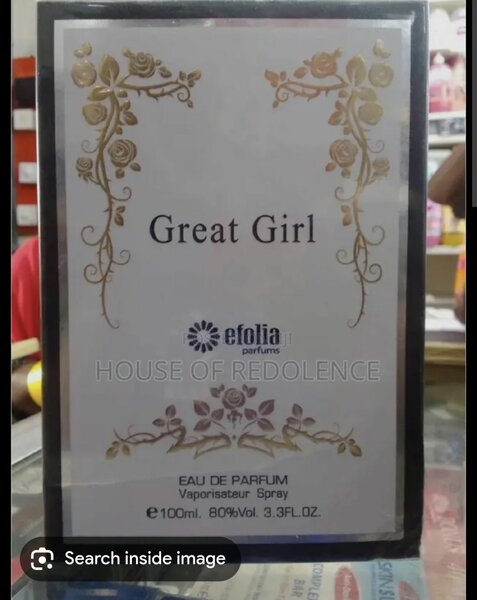 Great Girl
efolia
parfums
HOUSE OF REDOLENCE
EAU DE PARFUM
Vaporisateur Spray
℮100ml. 80%Vol. 3.3FL.OZ.
Search inside image